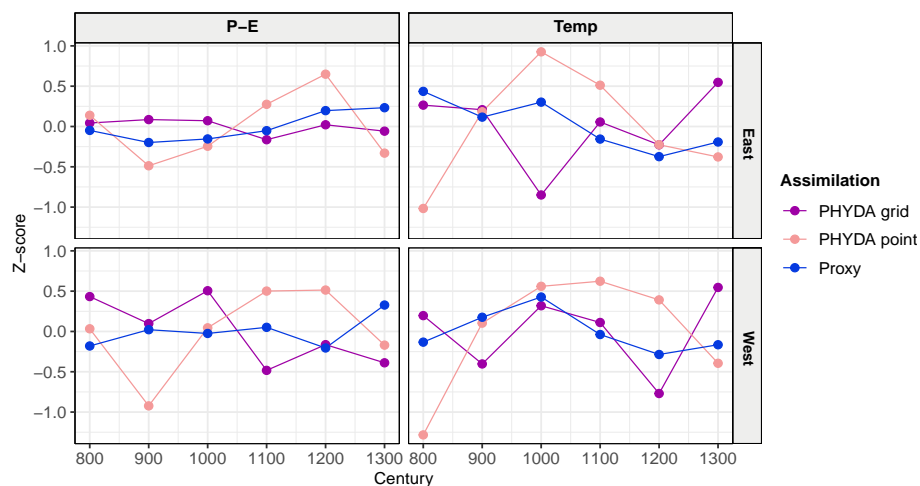 P−E Temp
1.0
0.5
0.0
−0.5
−1.0
East
1.0
0.5
0.0
−0.5
−1.0
West
Z−score
800 900 1000 1100 1200 1300 800 900 1000 1100 1200 1300
Century
Assimilation
PHYDA grid
PHYDA point
Proxy